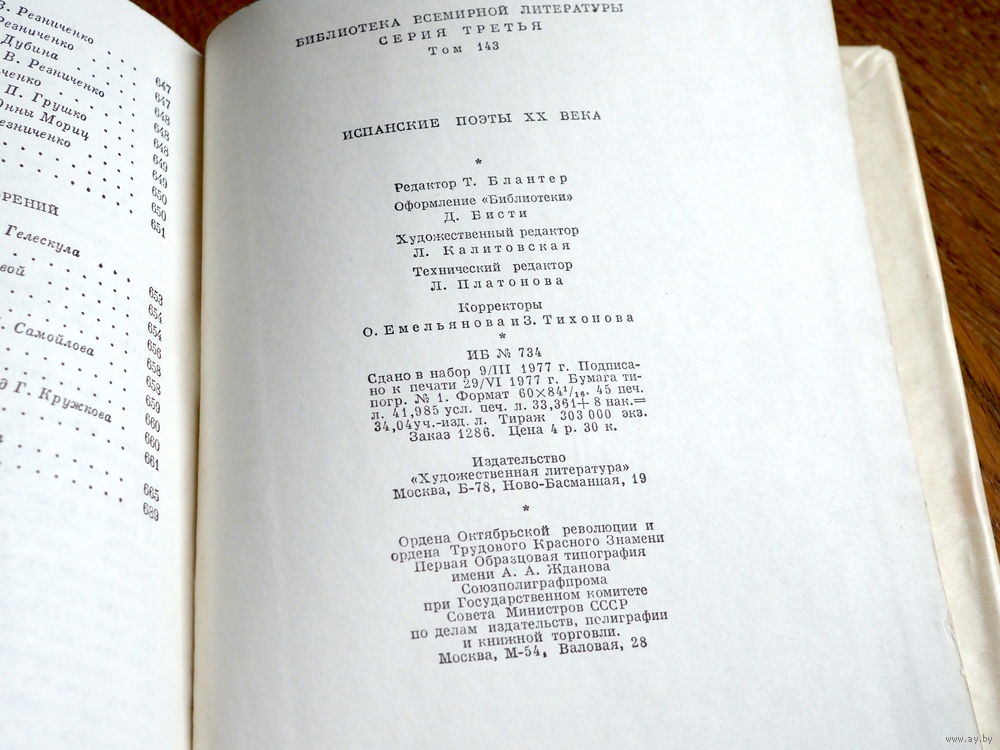 В. Резниченко
Резниченко
Дубина
647
В. Резниченко
647
648
П. Грушко
648
Юнны Мориц
648
649
649
650
650
651
Гелескула
653
654
654
Самойлова
656
658
658
659
Г. Кружкова
660
660
661
665
689
БИБЛИОТЕКА ВСЕМИРНОЙ ЛИТЕРАТУРЫ
СЕРИЯ ТРЕТЬЯ
Том 143
ИСПАНСКИЕ ПОЭТЫ XX ВЕКА
*
Редактор Т. Блантер
Оформление «Библиотеки»
Д. Бисти
Художественный редактор
Л. Калитовская
Технический редактор
Л. Платонова
Корректоры
О. Емельянова и З. Тихонова
*
ИБ № 734
Сдано в набор 9/III 1977 г. Подписа-
но к печати 29/VI 1977 г. Бумага ти-
погр. № 1. Формат 60×84¹/₁₆. 45 печ.
л. 41,985 усл. печ. л. 33,361+8 нак.=
34,04уч.-изд. л. Тираж 303 000 экз.
Заказ 1286. Цена 4 р. 30 к.
Издательство
«Художественная литература»
Москва, Б-78, Ново-Басманная, 19
*
Ордена Октябрьской революции и
ордена Трудового Красного Знамени
Первая Образцовая типография
имени А. А. Жданова
Союзполиграфпрома
при Государственном комитете
Совета Министров СССР
по делам издательств, полиграфии
и книжной торговли.
Москва, М-54, Валовая, 28
www.ay.by